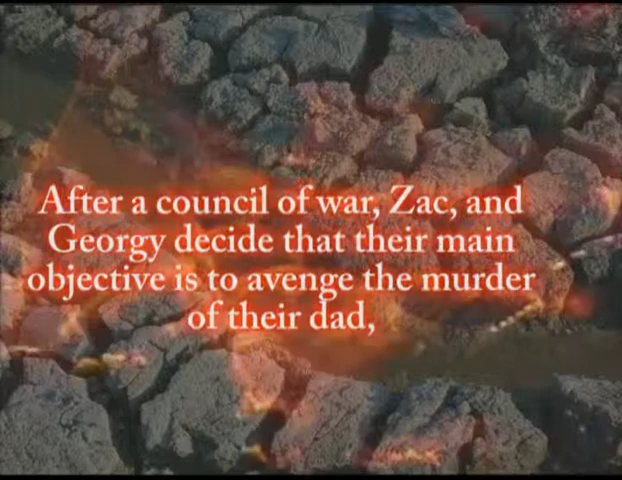 After a council of war, Zac, and
Georgy decide that their main
objective is to avenge the murder
of their dad,